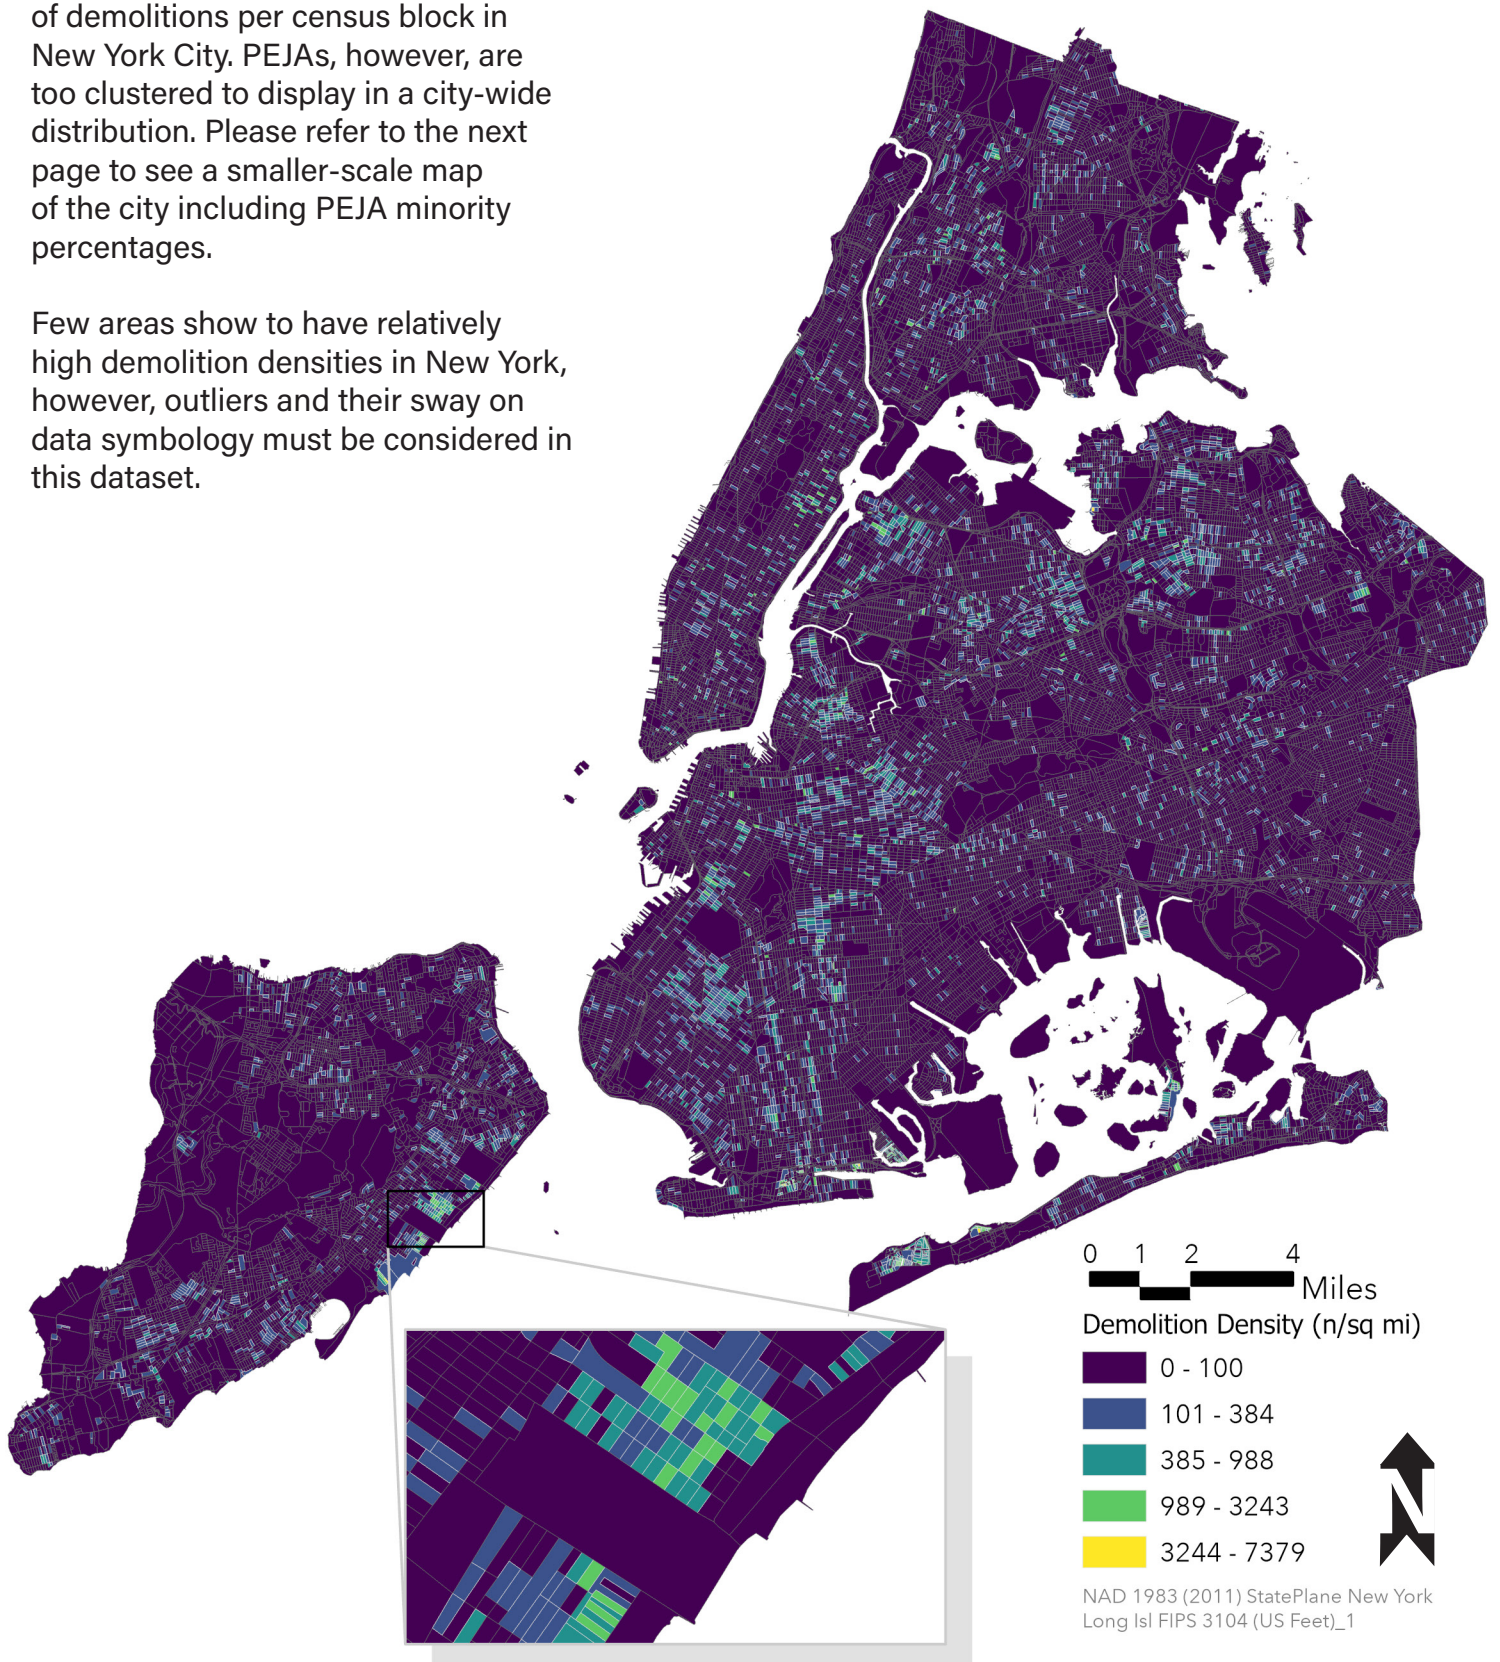 of demolitions per census block in
New York City. PEJAs, however, are
too clustered to display in a city-wide
distribution. Please refer to the next
page to see a smaller-scale map
of the city including PEJA minority
percentages.
Few areas show to have relatively
high demolition densities in New York,
however, outliers and their sway on
data symbology must be considered in
this dataset.
0 1 2 4
Miles
Demolition Density (n/sq mi)
0 - 100
101 - 384
385 - 988
989 - 3243
3244 - 7379
N
NAD 1983 (2011) StatePlane New York
Long Isl FIPS 3104 (US Feet)_1